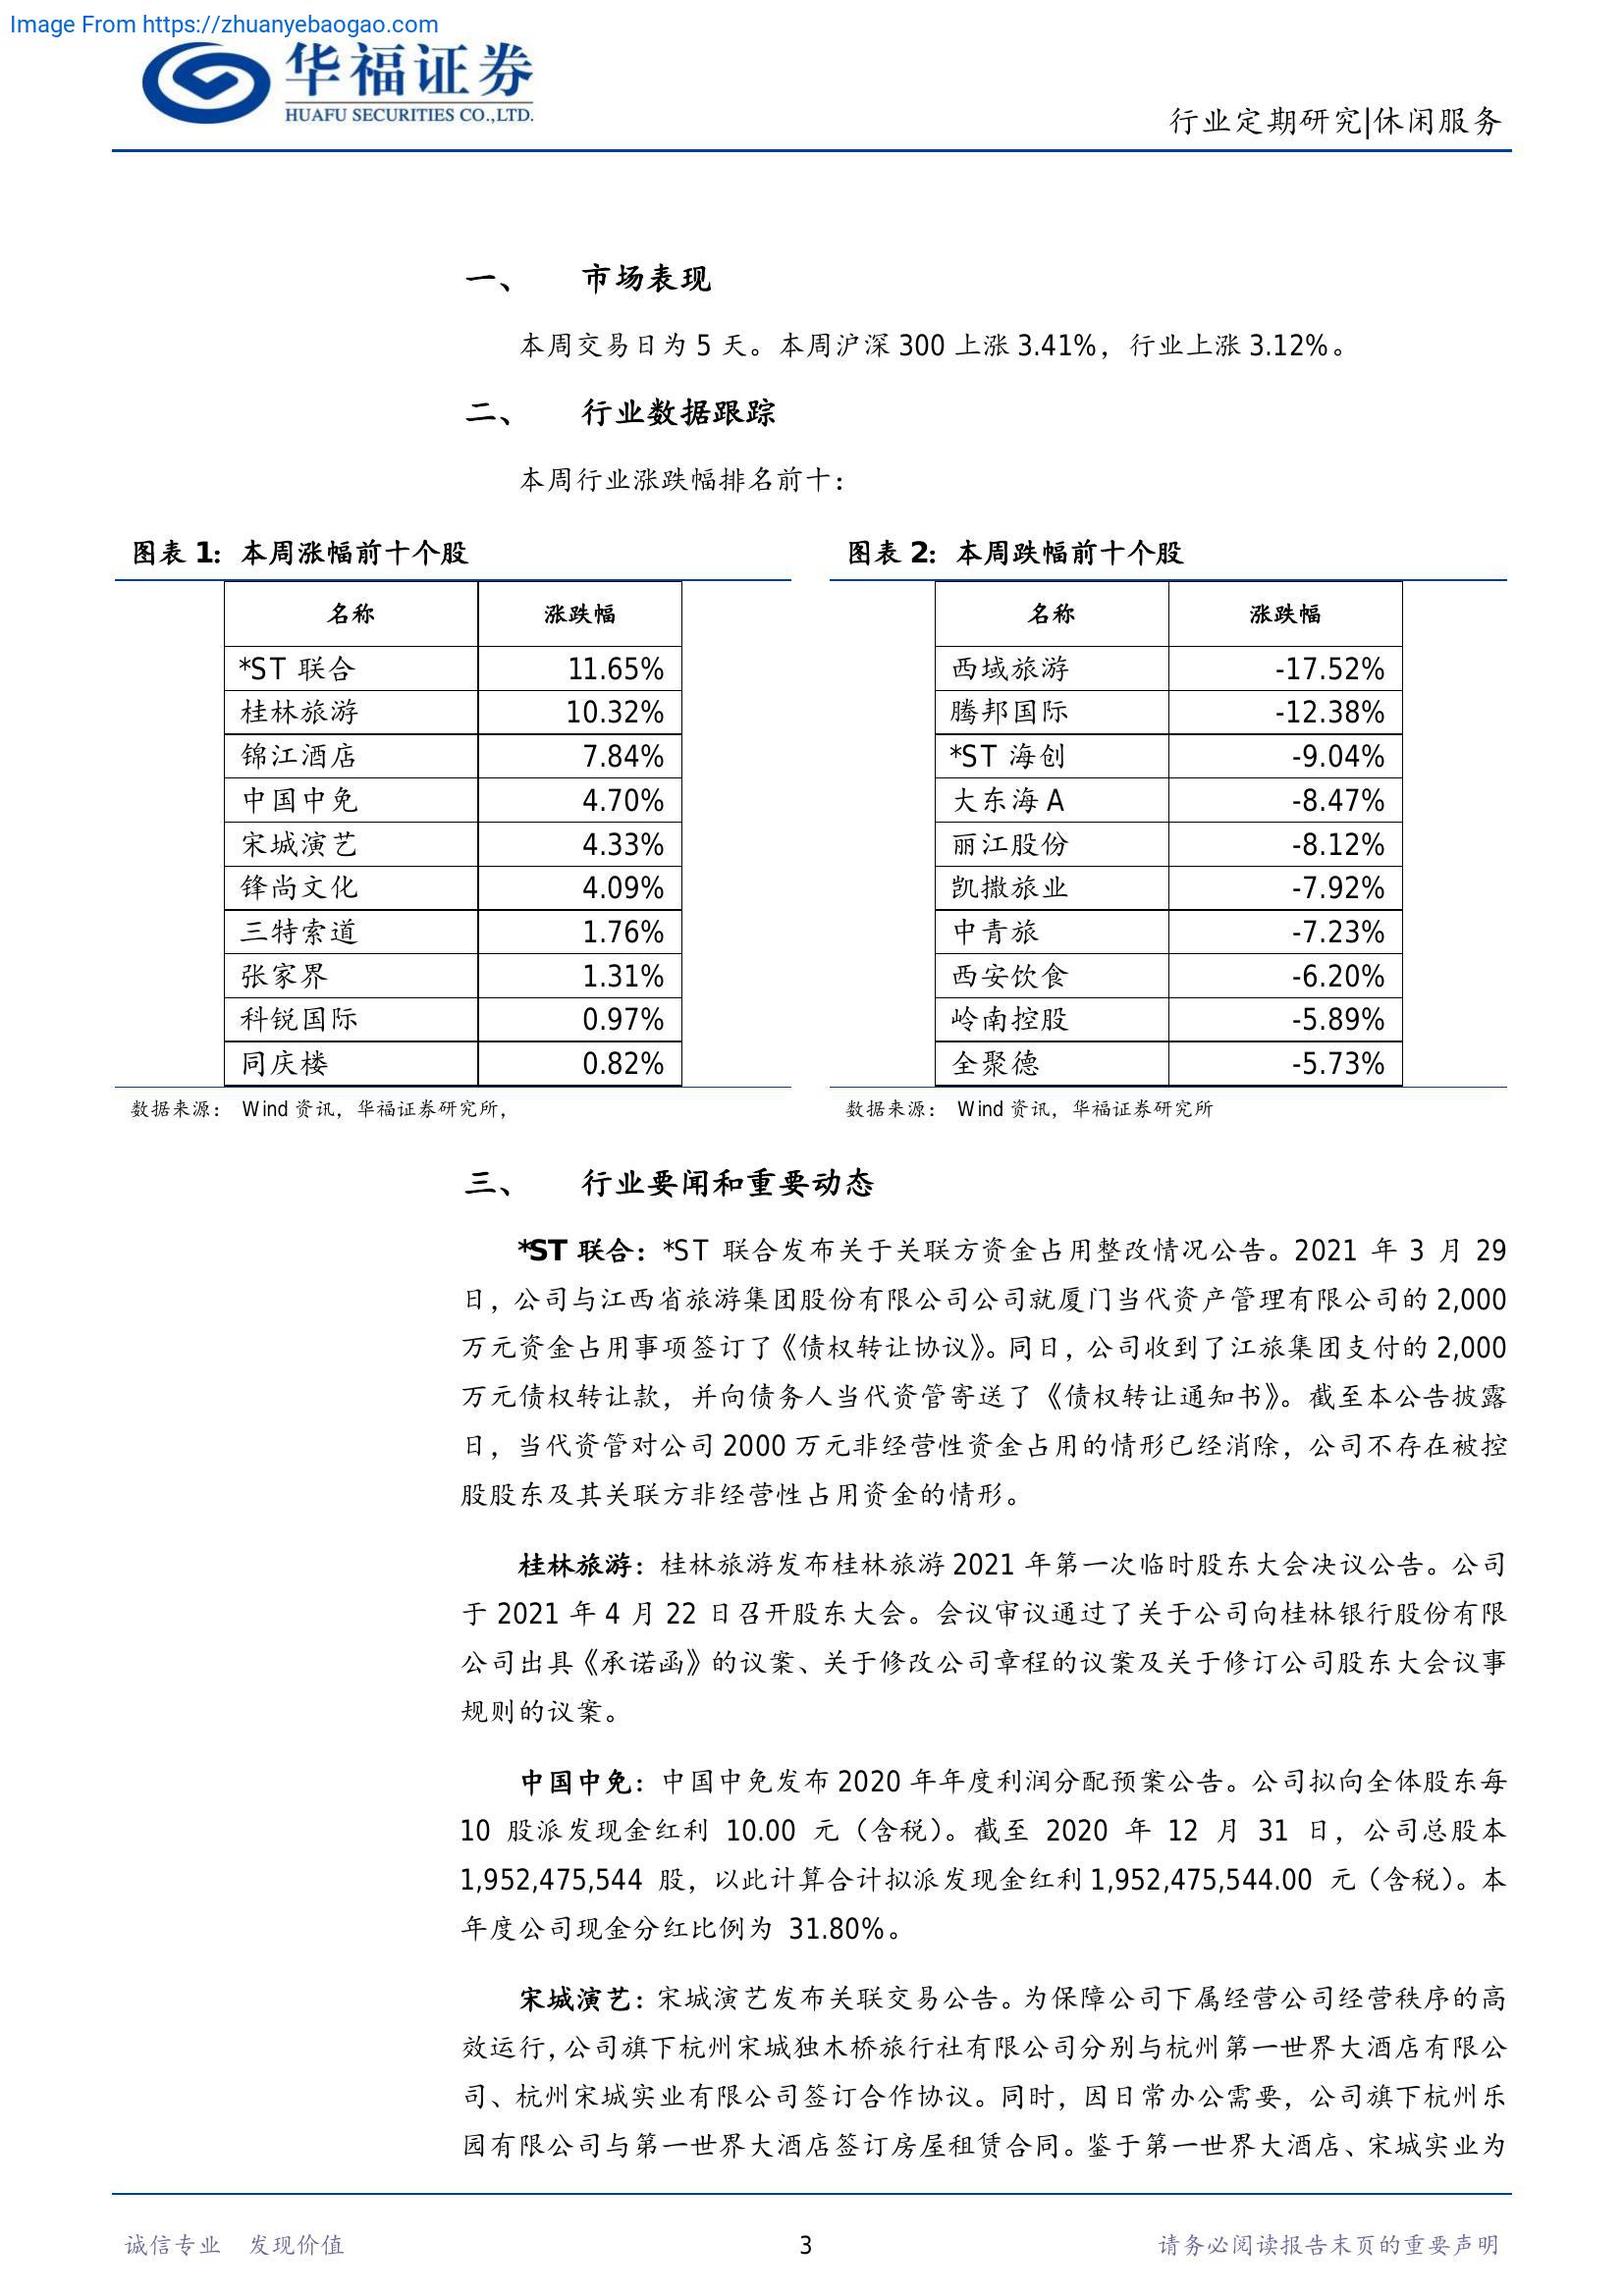 Image From https://zhuanyebaogao.com
华福证券
HUAFU SECURITIES CO.,LTD.
行业定期研究|休闲服务
一、 市场表现
本周交易日为 5 天。本周沪深 300 上涨 3.41%，行业上涨 3.12%。
二、 行业数据跟踪
本周行业涨跌幅排名前十：
图表 1：本周涨幅前十个股
名称 涨跌幅
*ST 联合 11.65%
桂林旅游 10.32%
锦江酒店 7.84%
中国中免 4.70%
宋城演艺 4.33%
锋尚文化 4.09%
三特索道 1.76%
张家界 1.31%
科锐国际 0.97%
同庆楼 0.82%
数据来源： Wind 资讯，华福证券研究所，
图表 2：本周跌幅前十个股
名称 涨跌幅
西域旅游 -17.52%
腾邦国际 -12.38%
*ST 海创 -9.04%
大东海 A -8.47%
丽江股份 -8.12%
凯撒旅业 -7.92%
中青旅 -7.23%
西安饮食 -6.20%
岭南控股 -5.89%
全聚德 -5.73%
数据来源： Wind 资讯，华福证券研究所
三、 行业要闻和重要动态
*ST 联合：*ST 联合发布关于关联方资金占用整改情况公告。2021 年 3 月 29
日，公司与江西省旅游集团股份有限公司公司就厦门当代资产管理有限公司的 2,000
万元资金占用事项签订了《债权转让协议》。同日，公司收到了江旅集团支付的 2,000
万元债权转让款，并向债务人当代资管寄送了《债权转让通知书》。截至本公告披露
日，当代资管对公司 2000 万元非经营性资金占用的情形已经消除，公司不存在被控
股股东及其关联方非经营性占用资金的情形。
桂林旅游：桂林旅游发布桂林旅游 2021 年第一次临时股东大会决议公告。公司
于 2021 年 4 月 22 日召开股东大会。会议审议通过了关于公司向桂林银行股份有限
公司出具《承诺函》的议案、关于修改公司章程的议案及关于修订公司股东大会议事
规则的议案。
中国中免：中国中免发布 2020 年年度利润分配预案公告。公司拟向全体股东每
10 股派发现金红利 10.00 元（含税）。截至 2020 年 12 月 31 日，公司总股本
1,952,475,544 股，以此计算合计拟派发现金红利 1,952,475,544.00 元（含税）。本
年度公司现金分红比例为 31.80%。
宋城演艺：宋城演艺发布关联交易公告。为保障公司下属经营公司经营秩序的高
效运行，公司旗下杭州宋城独木桥旅行社有限公司分别与杭州第一世界大酒店有限公
司、杭州宋城实业有限公司签订合作协议。同时，因日常办公需要，公司旗下杭州乐
园有限公司与第一世界大酒店签订房屋租赁合同。鉴于第一世界大酒店、宋城实业为
诚信专业 发现价值
3
请务必阅读报告末页的重要声明